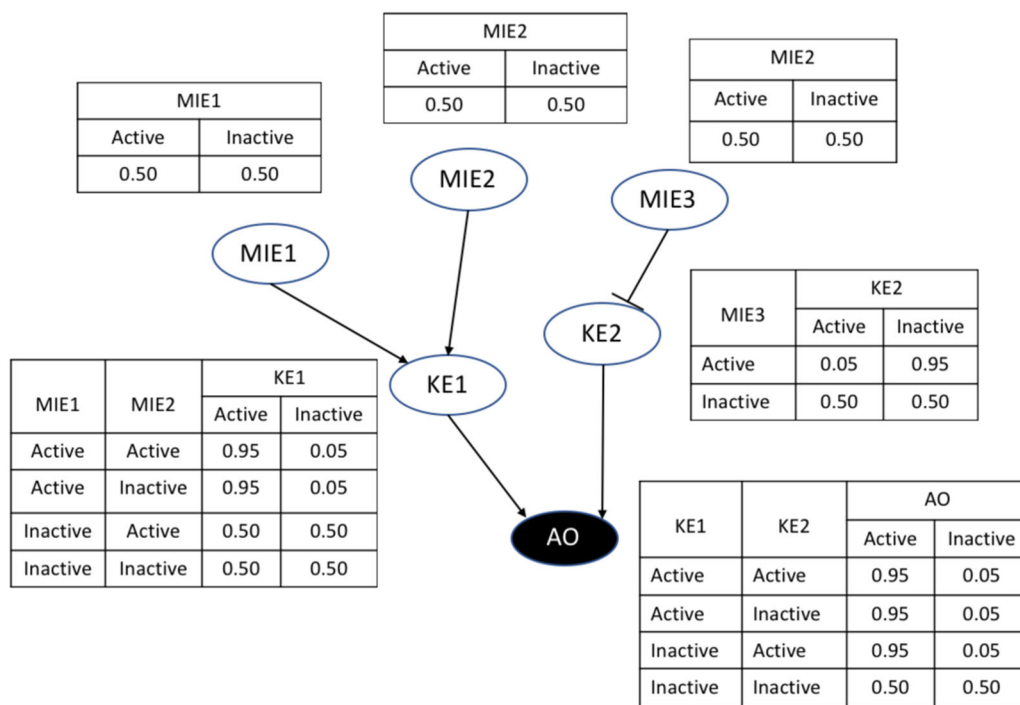 MIE2
Active Inactive
0.50 0.50
MIE2
Active Inactive
0.50 0.50
MIE1
Active Inactive
0.50 0.50
MIE2
MIE3
MIE1
KE2
KE1
AO
MIE3 KE2
Active Inactive
Active 0.05 0.95
Inactive 0.50 0.50
MIE1 MIE2 KE1
Active Inactive
Active Active 0.95 0.05
Active Inactive 0.95 0.05
Inactive Active 0.50 0.50
Inactive Inactive 0.50 0.50
KE1 KE2 AO
Active Inactive
Active Active 0.95 0.05
Active Inactive 0.95 0.05
Inactive Active 0.95 0.05
Inactive Inactive 0.50 0.50